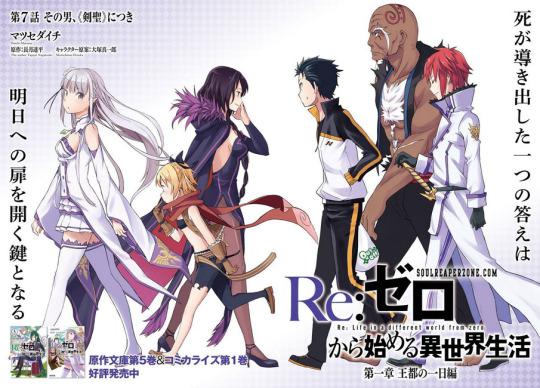 死が導き出した一つの答えは
明日への扉を開く鍵となる
第7話 その男、《剣聖》につき
マツセダイチ
Daichi Matsuse
原作:長月達平
キャラクター原案:大塚真一郎
SOULREAPERZONE.COM
Re:ゼロ
Re: Life in a different world from zero
から始める異世界生活
第一章 王都の一日編
原作文庫第5巻&コミカライズ第1巻
好評発売中